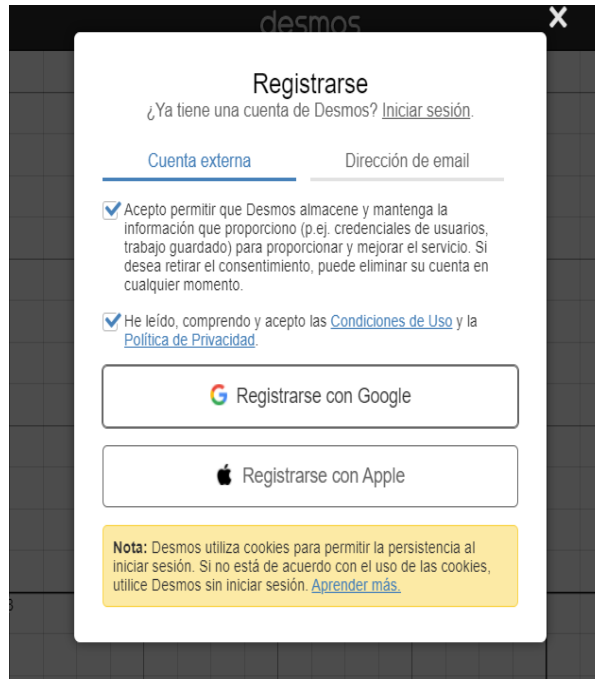 desmos
X
Registrarse
¿Ya tiene una cuenta de Desmos? Iniciar sesión.
Cuenta externa Dirección de email
Acepto permitir que Desmos almacene y mantenga la
información que proporciono (p.ej. credenciales de usuarios,
trabajo guardado) para proporcionar y mejorar el servicio. Si
desea retirar el consentimiento, puede eliminar su cuenta en
cualquier momento.
He leído, comprendo y acepto las Condiciones de Uso y la
Política de Privacidad.
Registrarse con Google
Registrarse con Apple
Nota: Desmos utiliza cookies para permitir la persistencia al
iniciar sesión. Si no está de acuerdo con el uso de las cookies,
utilice Desmos sin iniciar sesión. Aprender más.